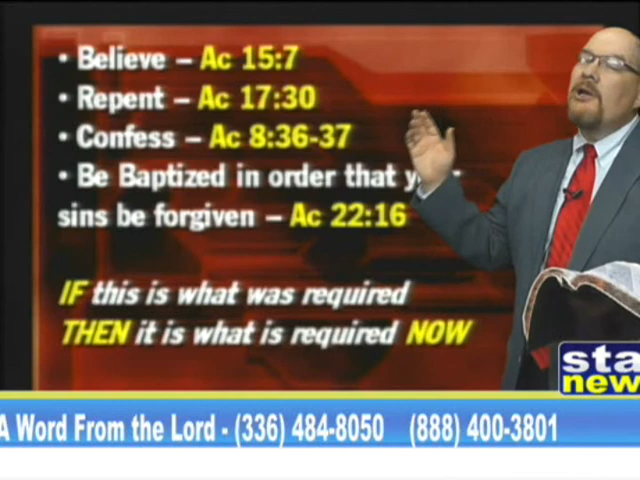 • Believe – Ac 15:7
• Repent – Ac 17:30
• Confess – Ac 8:36-37
• Be Baptized in order that
sins be forgiven – Ac 22:16
IF this is what was required
THEN it is what is required NOW
sta
new
A Word From the Lord - (336) 484-8050 (888) 400-3801